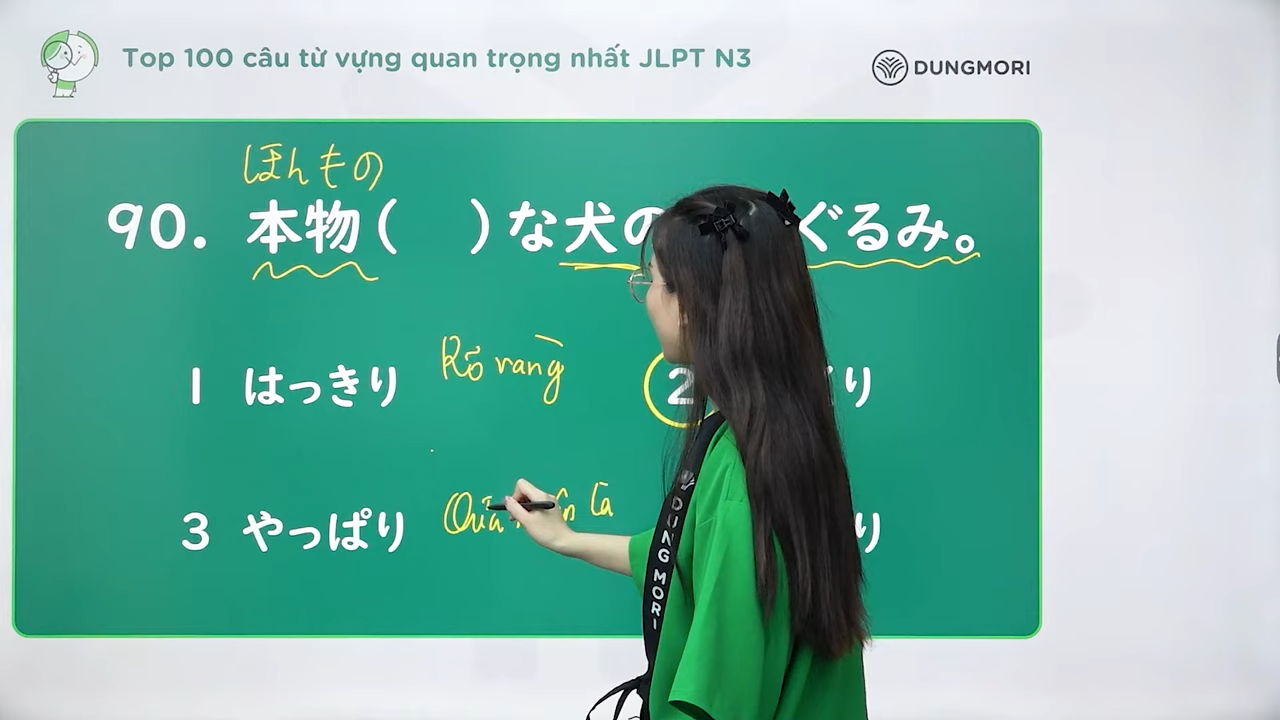 Top 100 câu từ vựng quan trọng nhất JLPT N3
DUNGMORI
ほんもの
90. 本物( )な犬の ぐるみ。
1 はっきり Rõ ràng
2 り
3 やっぱり Quả là
り
DUNGMORI